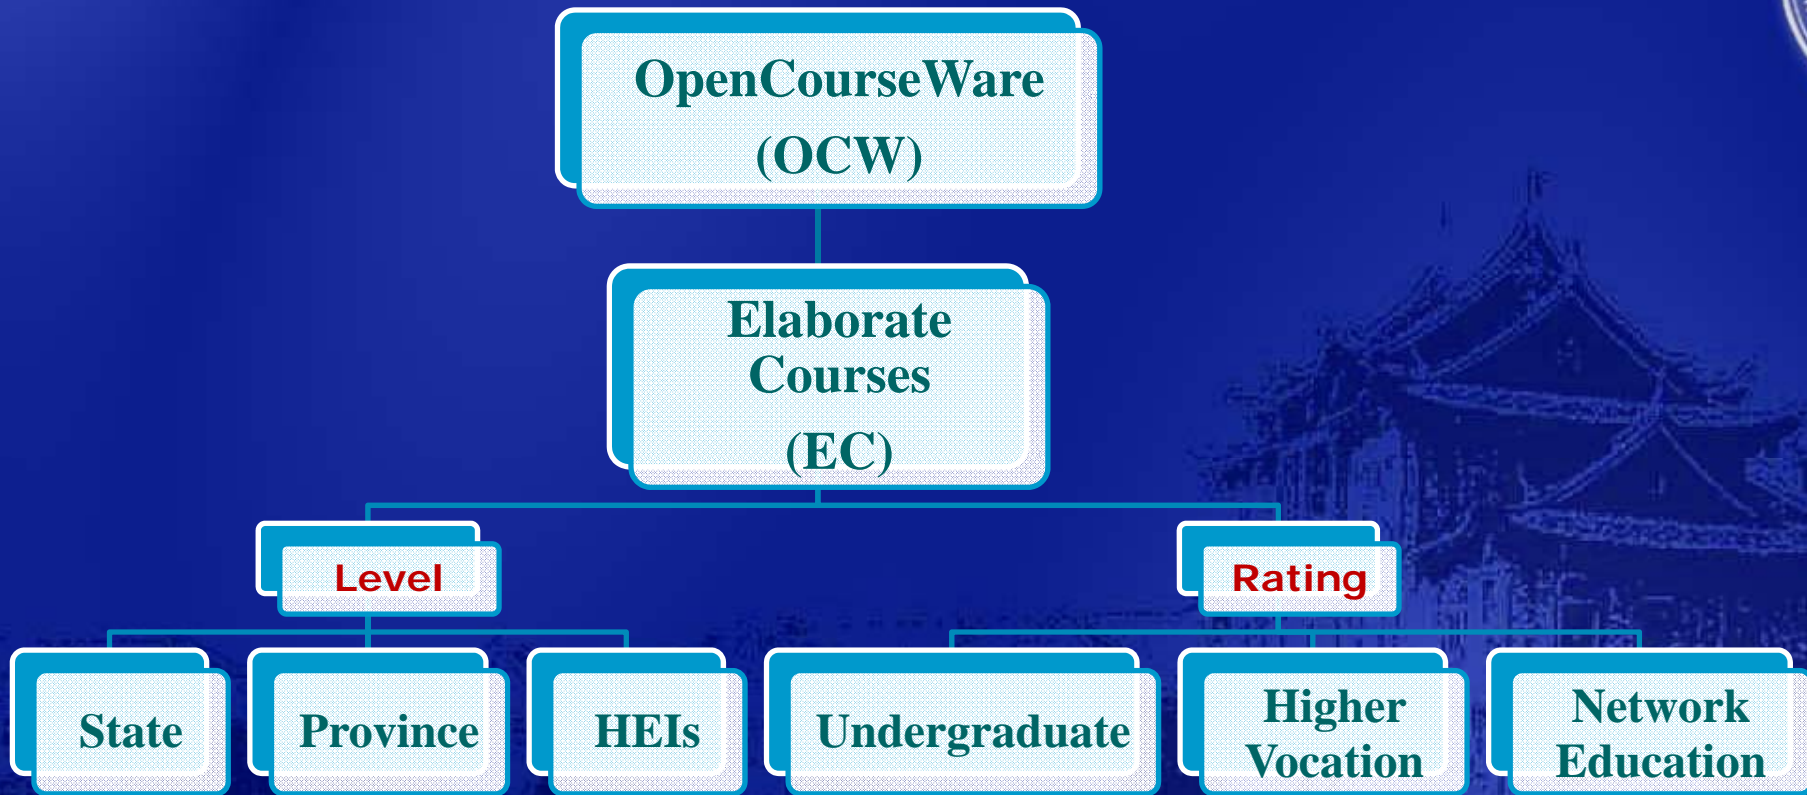 OpenCourseWare
(OCW)
Elaborate
Courses
(EC)
Level
Rating
State
Province
HEIs
Undergraduate
Higher
Vocation
Network
Education